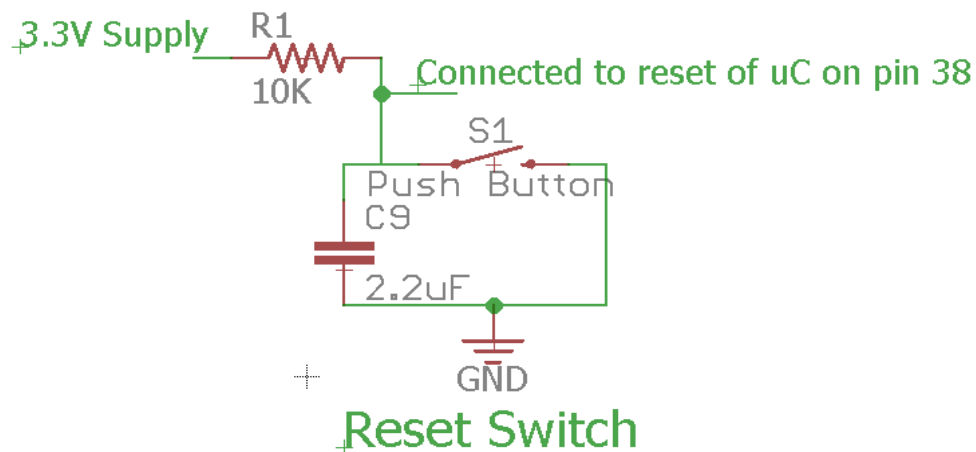 3.3V Supply
R1
10K
Connected to reset of uC on pin 38
S1
Push Button
C9
2.2uF
GND
Reset Switch